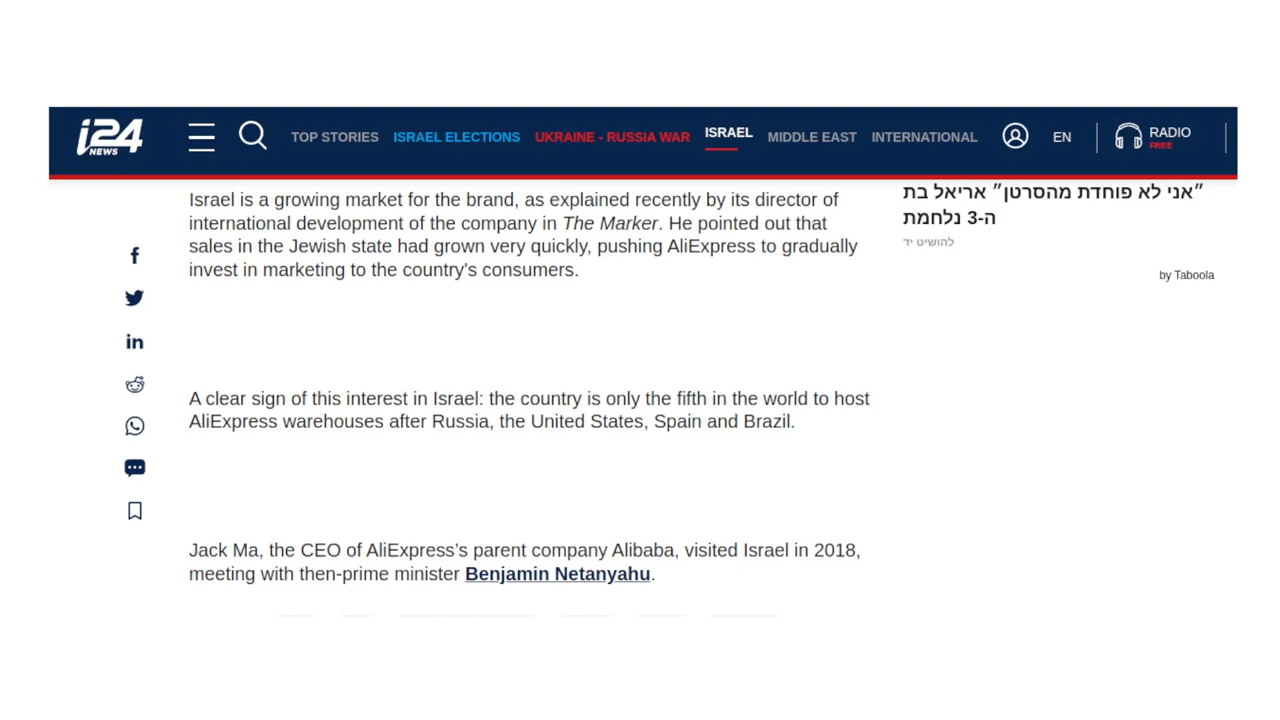 i24 NEWS TOP STORIES ISRAEL ELECTIONS UKRAINE - RUSSIA WAR ISRAEL MIDDLE EAST INTERNATIONAL EN RADIO FREE
Israel is a growing market for the brand, as explained recently by its director of
international development of the company in The Marker. He pointed out that
sales in the Jewish state had grown very quickly, pushing AliExpress to gradually
invest in marketing to the country's consumers.
A clear sign of this interest in Israel: the country is only the fifth in the world to host
AliExpress warehouses after Russia, the United States, Spain and Brazil.
Jack Ma, the CEO of AliExpress’s parent company Alibaba, visited Israel in 2018,
meeting with then-prime minister Benjamin Netanyahu.
״אני לא פוחדת מהסרטן״ אריאל בת
ה-3 נלחמת
להושיט יד
by Taboola